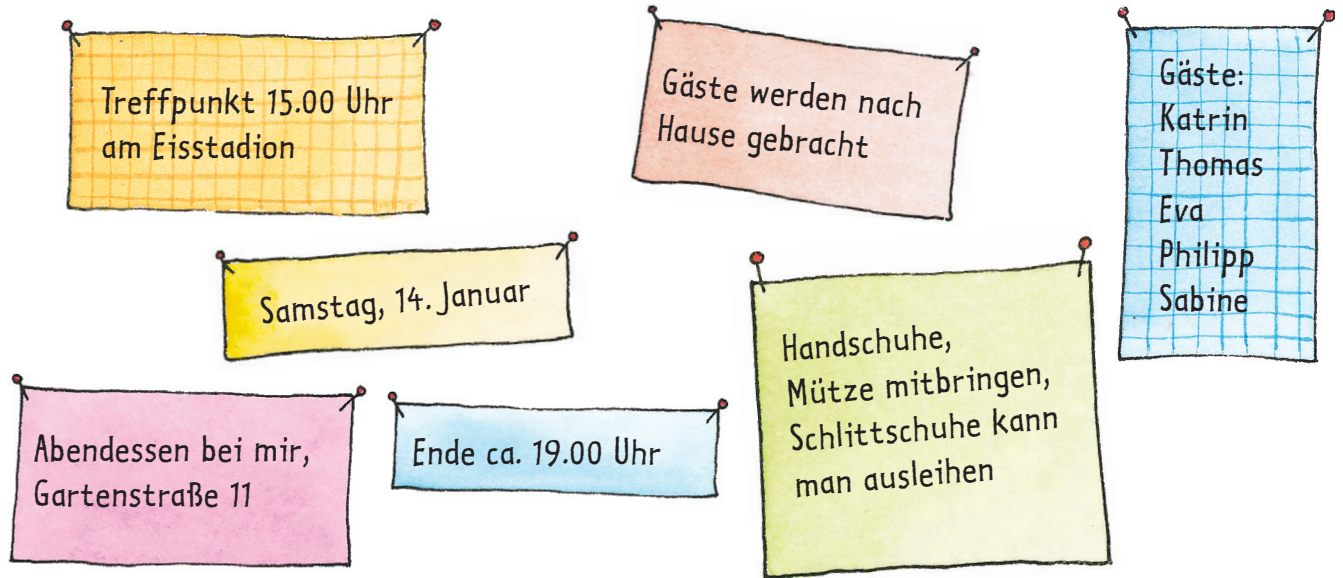 Treffpunkt 15.00 Uhr
am Eisstadion
Gäste werden nach
Hause gebracht
Gäste:
Katrin
Thomas
Eva
Philipp
Sabine
Samstag, 14. Januar
Handschuhe,
Mütze mitbringen,
Schlittschuhe kann
man ausleihen
Abendessen bei mir,
Gartenstraße 11
Ende ca. 19.00 Uhr